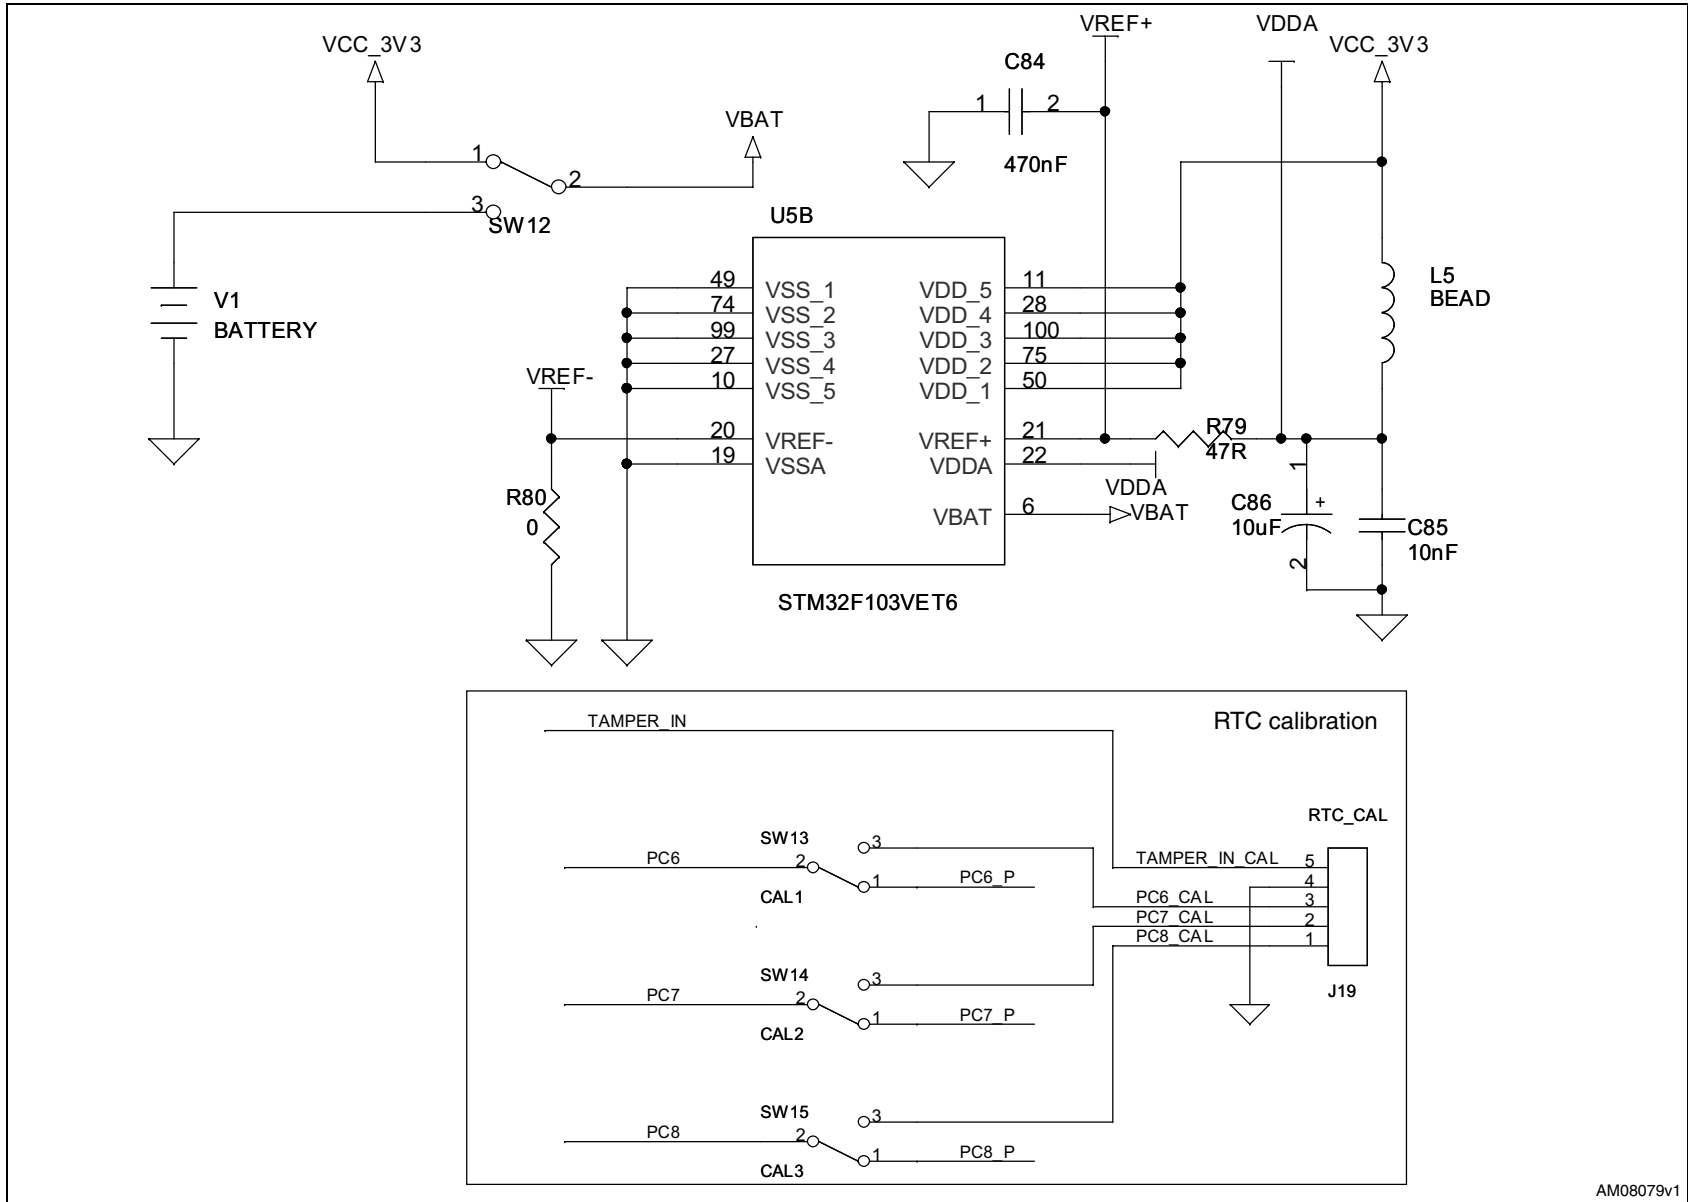 VREF+
VDDA
VCC_3V3
VCC_3V3
C84
1
2
470nF
VBAT
1
2
3
SW12
U5B
V1
BATTERY
L5
BEAD
49
VSS_1
VDD_5
11
74
VSS_2
VDD_4
28
99
VSS_3
VDD_3
100
27
VSS_4
VDD_2
75
10
VSS_5
VDD_1
50
VREF-
20
VREF-
VREF+
21
19
VSSA
VDDA
22
R79
47R
VDDA
VBAT
6
VBAT
R80
0
1
C86
10uF
+
2
C85
10nF
STM32F103VET6
TAMPER_IN
RTC calibration
RTC_CAL
SW13
3
PC6
2
1
PC6_P
CAL1
TAMPER_IN_CAL
5
4
PC6_CAL
3
PC7_CAL
2
PC8_CAL
1
J19
SW14
3
PC7
2
1
PC7_P
CAL2
SW15
3
PC8
2
1
PC8_P
CAL3
AM08079v1